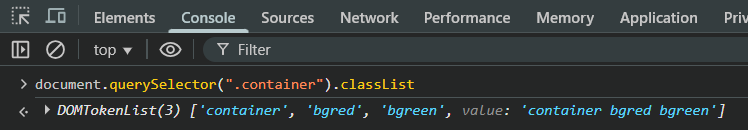 Elements Console Sources Network Performance Memory Application
top ▼ Filter
> document.querySelector(".container").classList
DOMTokenList(3) ['container', 'bgred', 'bgreen', value: 'container bgred bgreen']